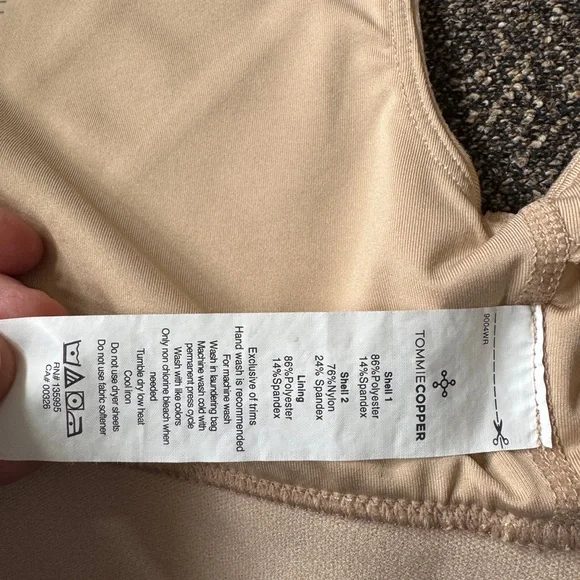 9004WR
TOMMIE COPPER
Shell 1
86%Polyester
14%Spandex
Shell 2
76%Nylon
24% Spandex
Lining
86%Polyester
14%Spandex
Exclusive of trims
Hand wash is recommended
For machine wash
Wash in laundering bag
Machine wash cold with
permanent press cycle
Wash with like colors
Only non chlorine bleach when
needed
Tumble dry low heat
Cool iron
Do not use dryer sheets
Do not use fabric softener
RN# 135995
CA# 00326